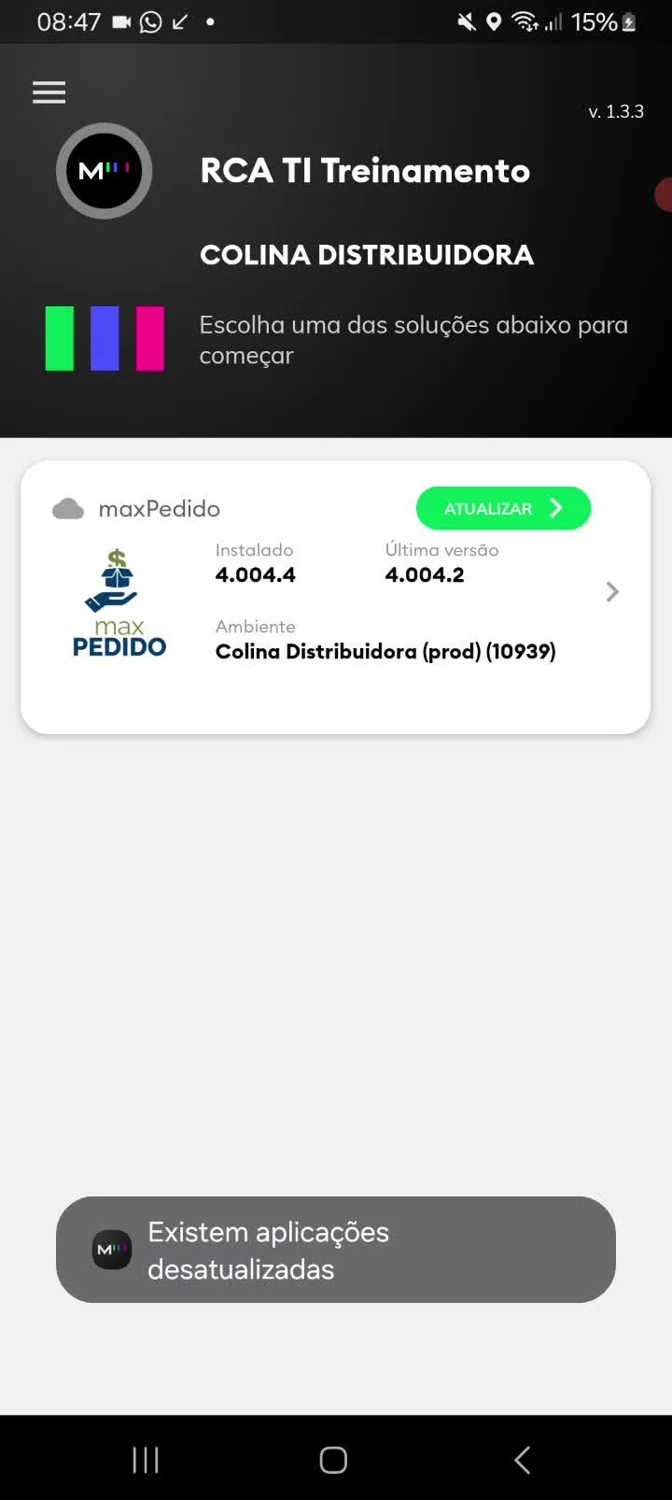 08:47
15%
v. 1.3.3
M
RCA TI Treinamento
COLINA DISTRIBUIDORA
Escolha uma das soluções abaixo para
começar
maxPedido
ATUALIZAR
Instalado
Última versão
4.004.4
4.004.2
Ambiente
Colina Distribuidora (prod) (10939)
max
PEDIDO
M
Existem aplicações
desatualizadas